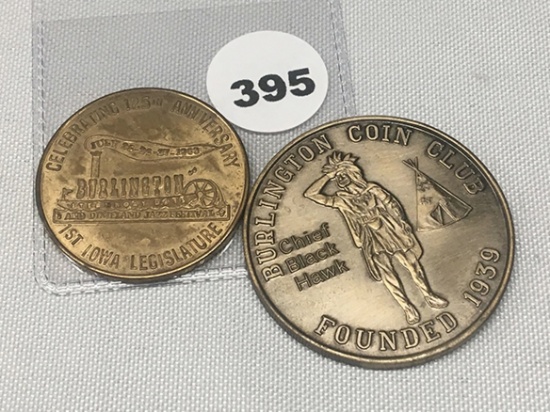 395
CELEBRATING 125TH ANNIVERSARY
BURLINGTON
1ST IOWA LEGISLATURE
BURLINGTON COIN CLUB
Chief
Black
Hawk
FOUNDED 1939